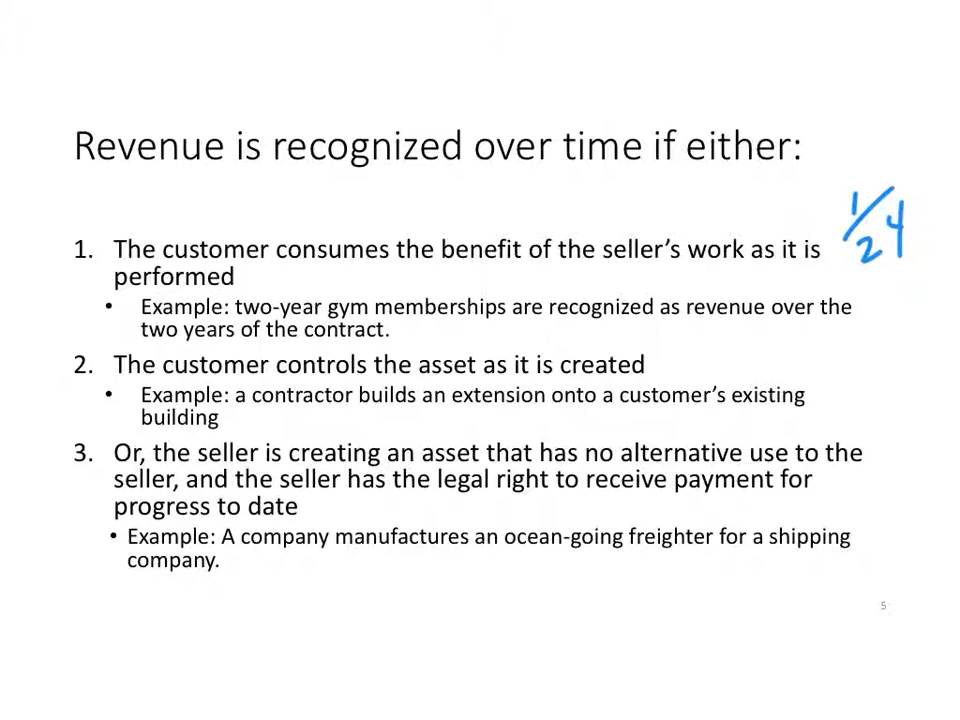 Revenue is recognized over time if either:
1/24
1. The customer consumes the benefit of the seller's work as it is
performed
• Example: two-year gym memberships are recognized as revenue over the
two years of the contract.
2. The customer controls the asset as it is created
• Example: a contractor builds an extension onto a customer's existing
building
3. Or, the seller is creating an asset that has no alternative use to the
seller, and the seller has the legal right to receive payment for
progress to date
• Example: A company manufactures an ocean-going freighter for a shipping
company.
5